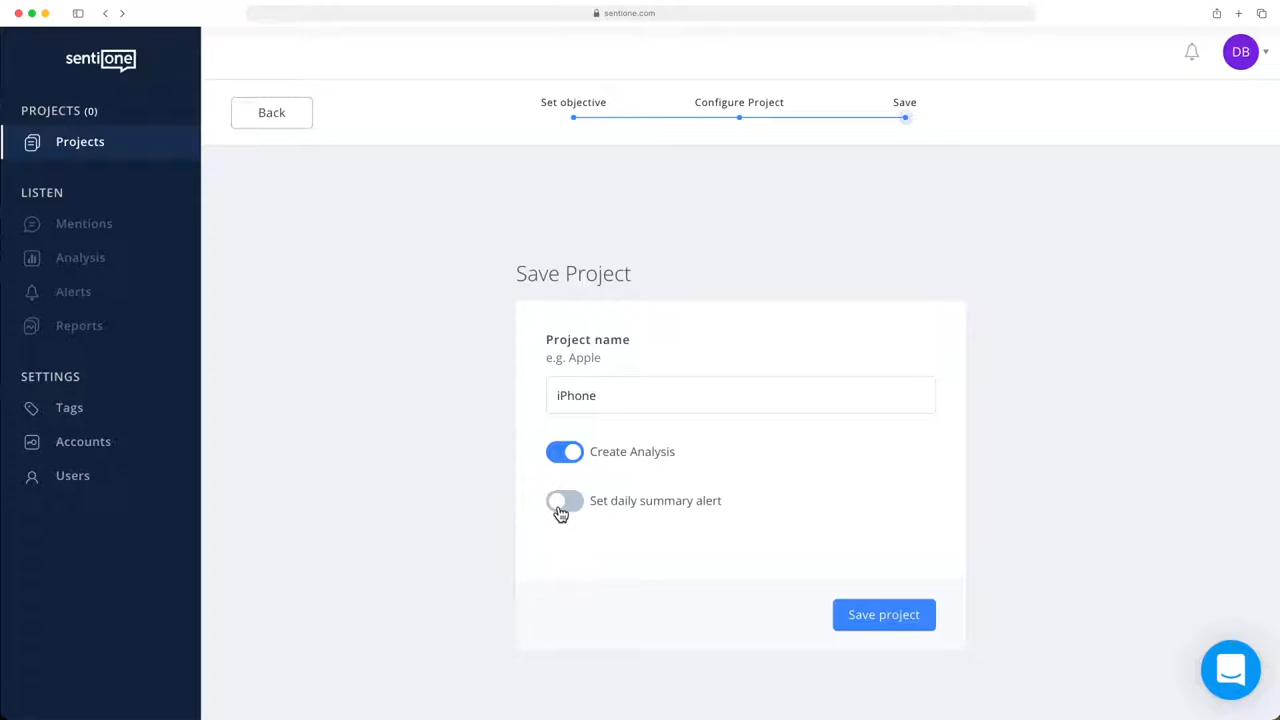 sentione.com
sentione
DB
PROJECTS (0)
Projects
LISTEN
Mentions
Analysis
Alerts
Reports
SETTINGS
Tags
Accounts
Users
Back
Set objective
Configure Project
Save
Save Project
Project name
e.g. Apple
iPhone
Create Analysis
Set daily summary alert
Save project